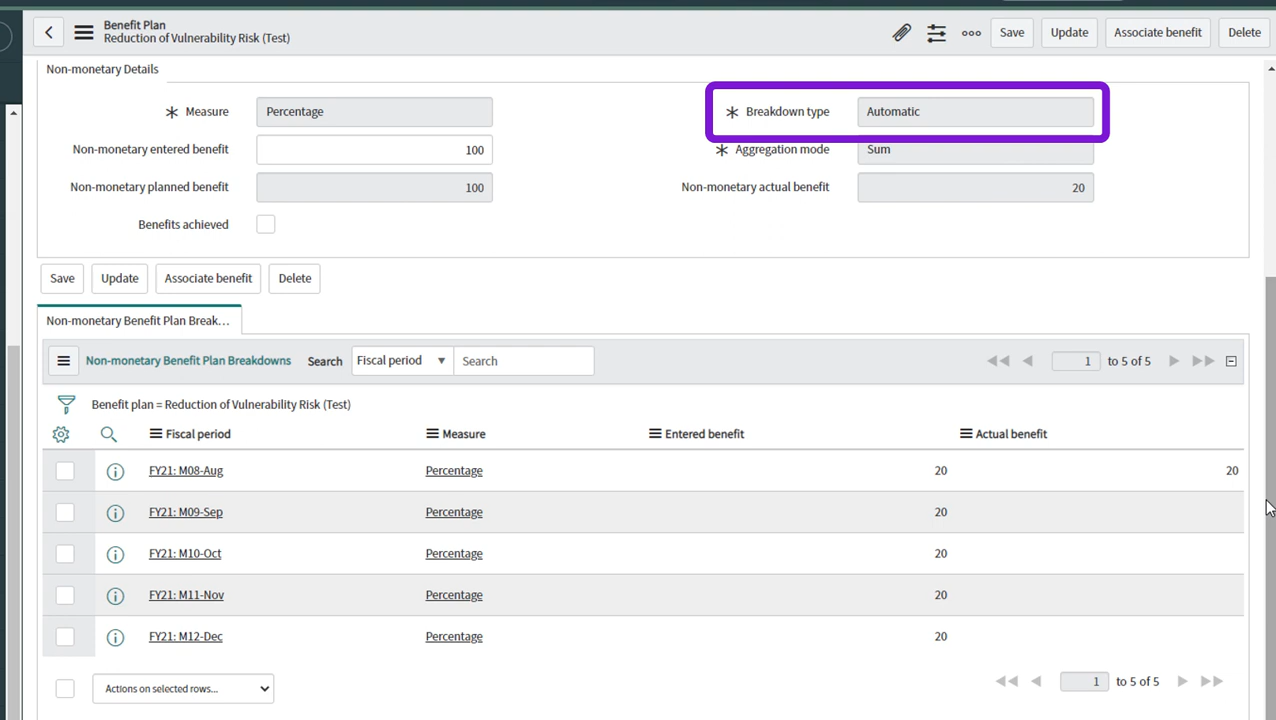 Benefit Plan
Reduction of Vulnerability Risk (Test)
Save Update Associate benefit Delete
Non-monetary Details
Measure Percentage Breakdown type Automatic
Non-monetary entered benefit 100 Aggregation mode Sum
Non-monetary planned benefit 100 Non-monetary actual benefit 20
Benefits achieved
Save Update Associate benefit Delete
Non-monetary Benefit Plan Break...
Non-monetary Benefit Plan Breakdowns Search Fiscal period Search 1 to 5 of 5
Benefit plan = Reduction of Vulnerability Risk (Test)
Fiscal period Measure Entered benefit Actual benefit
FY21: M08-Aug Percentage 20 20
FY21: M09-Sep Percentage 20
FY21: M10-Oct Percentage 20
FY21: M11-Nov Percentage 20
FY21: M12-Dec Percentage 20
Actions on selected rows... 1 to 5 of 5